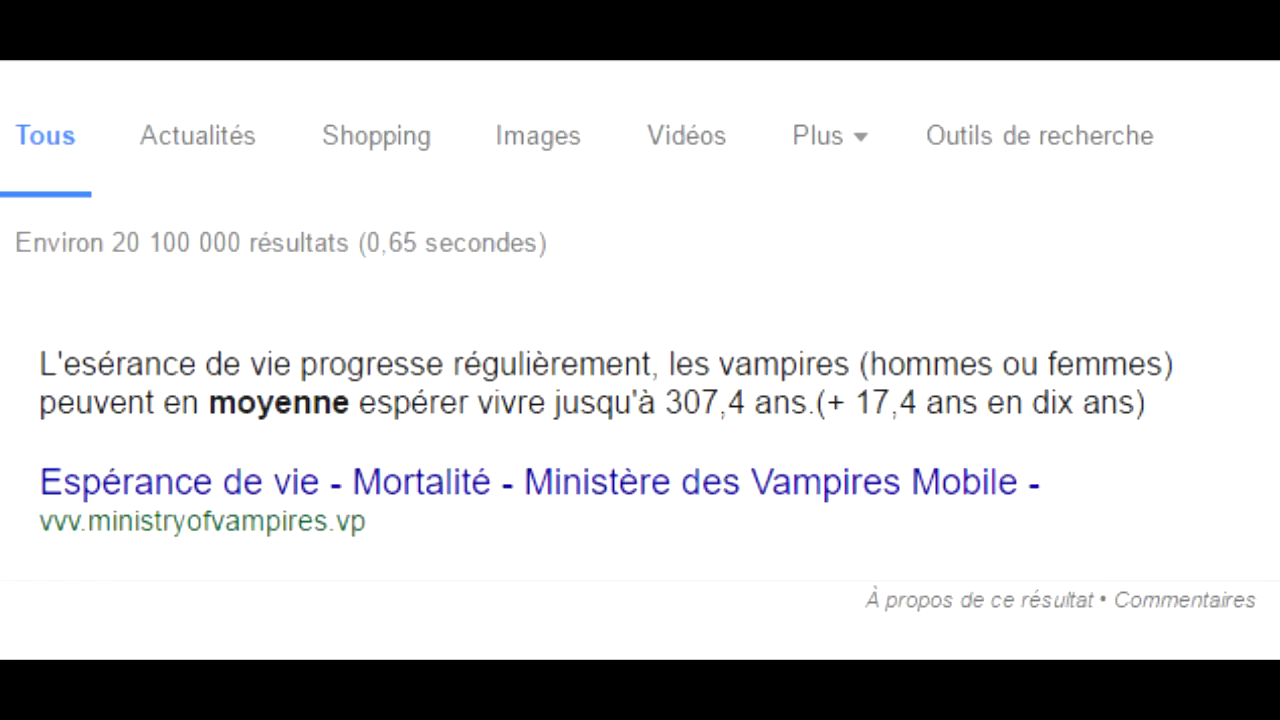 Tous Actualités Shopping Images Vidéos Plus Outils de recherche
Environ 20 100 000 résultats (0,65 secondes)
L'esérance de vie progresse régulièrement, les vampires (hommes ou femmes)
peuvent en moyenne espérer vivre jusqu'à 307,4 ans.(+ 17,4 ans en dix ans)
Espérance de vie - Mortalité - Ministère des Vampires Mobile -
vvv.ministryofvampires.vp
À propos de ce résultat • Commentaires